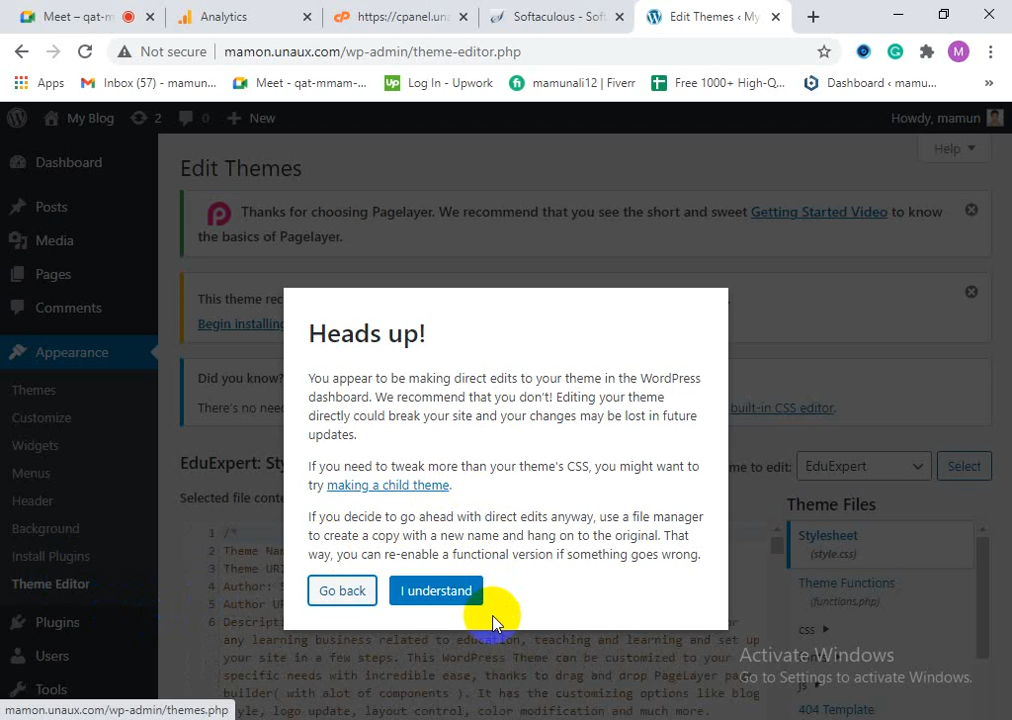 Meet – qat-m
Analytics
https://cpanel.una
Softaculous - Soft
Edit Themes ‹ My
Not secure
mamon.unaux.com/wp-admin/theme-editor.php
M
Apps
Inbox (57) - mamun...
Meet - qat-mmam-...
Up
Log In - Upwork
fi
mamunali12 | Fiverr
Free 1000+ High-Q...
Dashboard ‹ mamu...
»
My Blog
2
0
New
Howdy, mamun
Dashboard
Posts
Media
Pages
Comments
Appearance
Themes
Customize
Widgets
Menus
Header
Background
Install Plugins
Theme Editor
Plugins
Users
Tools
Help
Edit Themes
Thanks for choosing Pagelayer. We recommend that you see the short and sweet Getting Started Video to know
the basics of Pagelayer.
This theme
Begin installing
Did you know?
There's no
built-in CSS editor.
EduExpert:
me to edit:
EduExpert
Select
Selected file
Theme Files
1 /*
2 Theme Name
3 Theme
4 Author:
5 Author
6
any learning business related to education, teaching and learning and set up
your site in a few steps. This WordPress Theme can be customized to your
specific needs with incredible ease, thanks to drag and drop PageLayer
builder( with alot of components ). It has the customizing options like blog
style, logo update, layout control, color modification and much more.
Stylesheet
(style.css)
Theme Functions
(functions.php)
css
js
404 Template
Heads up!
You appear to be making direct edits to your theme in the WordPress
dashboard. We recommend that you don't! Editing your theme
directly could break your site and your changes may be lost in future
updates.
If you need to tweak more than your theme's CSS, you might want to
try making a child theme.
If you decide to go ahead with direct edits anyway, use a file manager
to create a copy with a new name and hang on to the original. That
way, you can re-enable a functional version if something goes wrong.
Go back
I understand
Activate Windows
Go to Settings to activate Windows.
mamon.unaux.com/wp-admin/themes.php